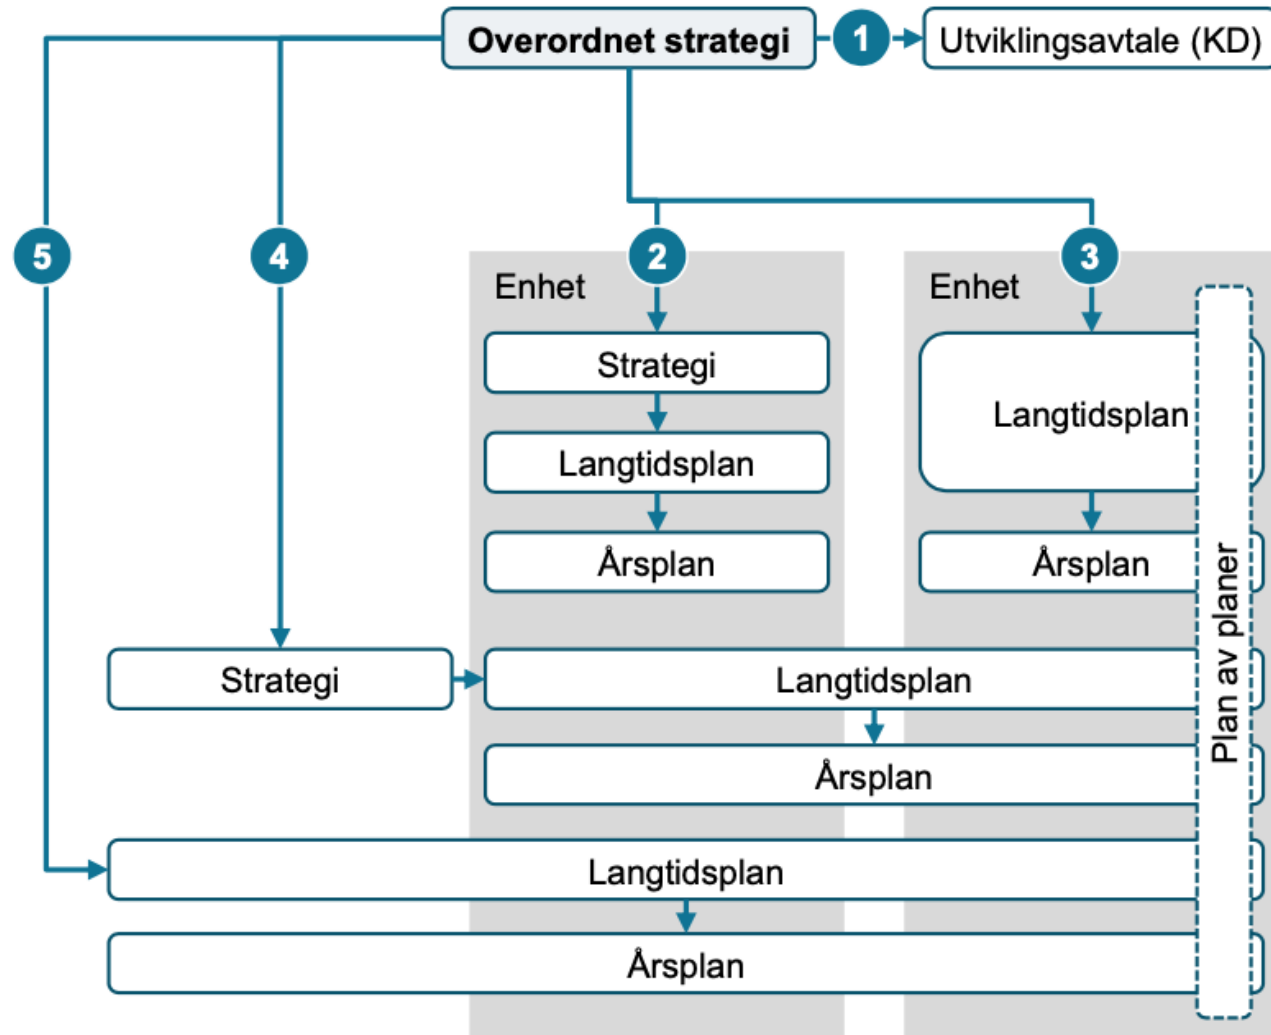 Overordnet strategi
1
Utviklingsavtale (KD)
5
4
2
3
Enhet
Enhet
Strategi
Langtidsplan
Langtidsplan
Årsplan
Årsplan
Strategi
Langtidsplan
Årsplan
Langtidsplan
Årsplan
Plan av planer